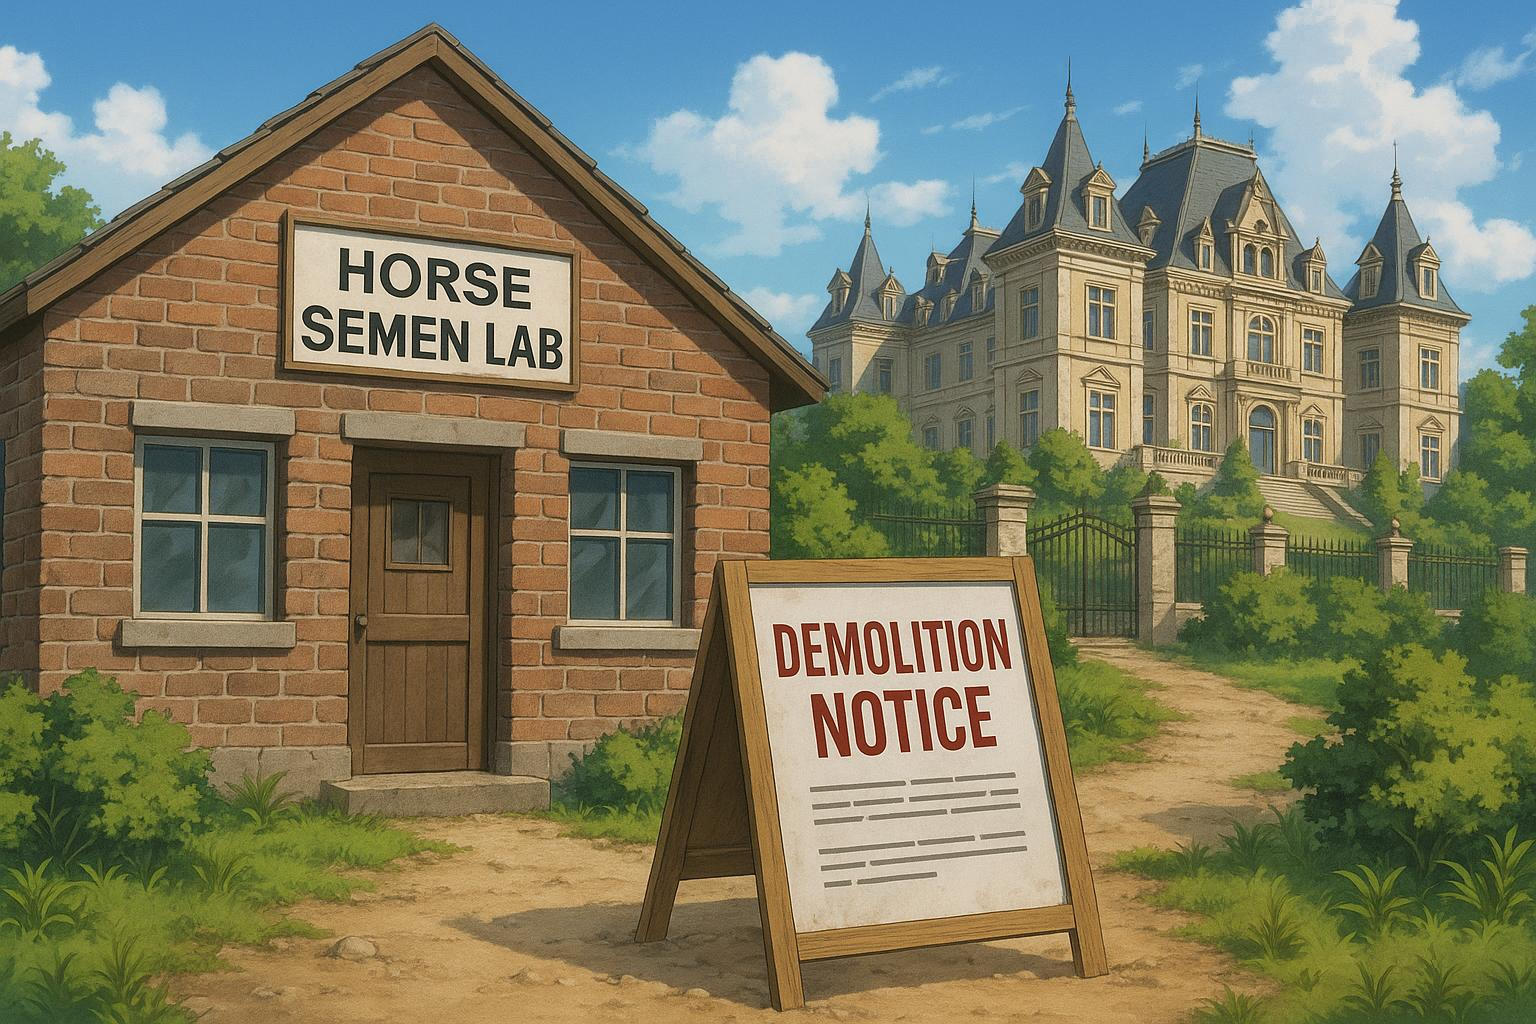 HORSE
SEMEN LAB
DEMOLITION
NOTICE